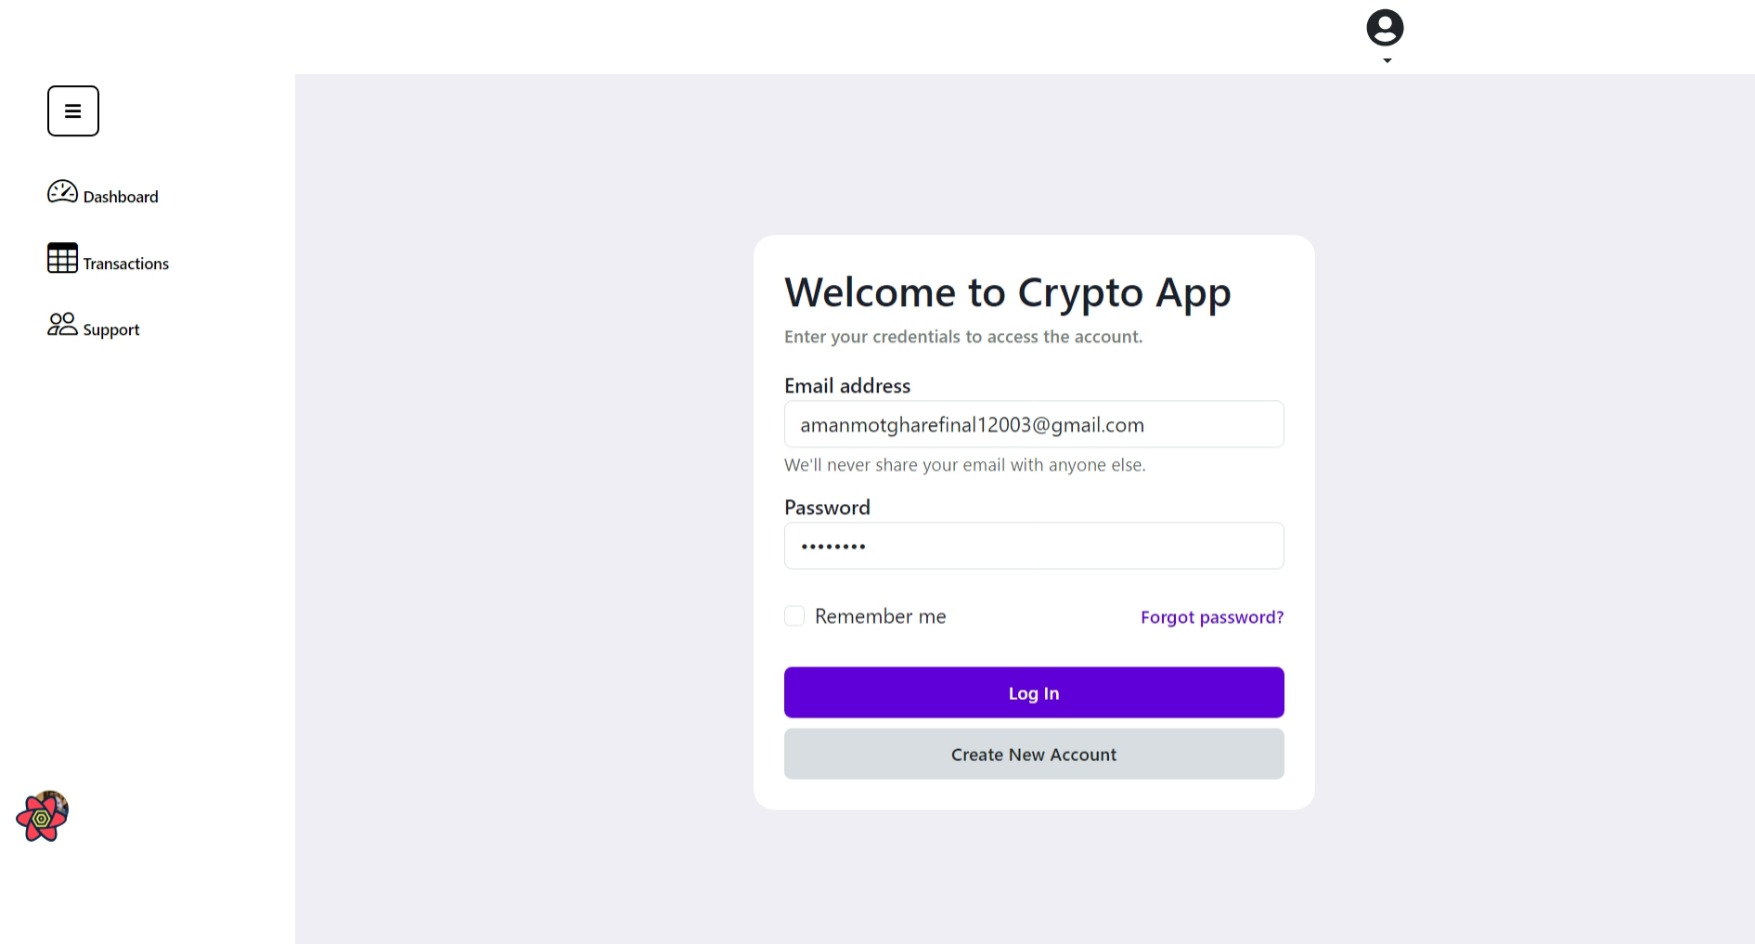 Dashboard
Transactions
Support
Welcome to Crypto App
Enter your credentials to access the account.
Email address
amanmotgharefinal12003@gmail.com
We'll never share your email with anyone else.
Password
••••••••
Remember me
Forgot password?
Log In
Create New Account